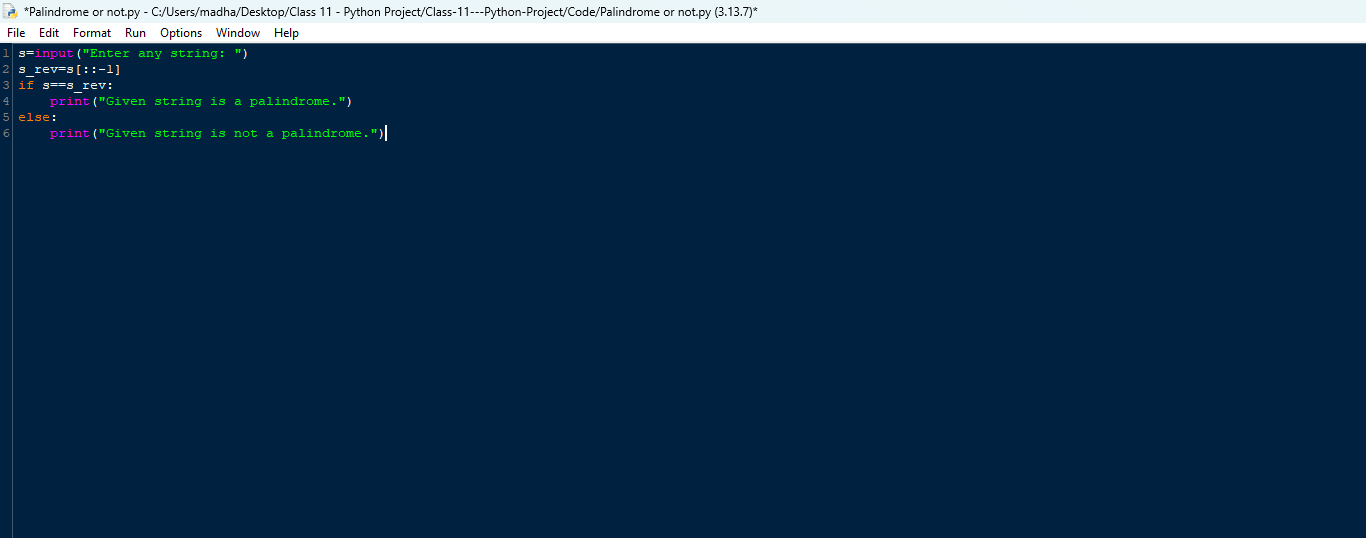 *Palindrome or not.py - C:/Users/madha/Desktop/Class 11 - Python Project/Class-11---Python-Project/Code/Palindrome or not.py (3.13.7)*
File Edit Format Run Options Window Help
1 s=input("Enter any string: ")
2 s_rev=s[::-1]
3 if s==s_rev:
4     print("Given string is a palindrome.")
5 else:
6     print("Given string is not a palindrome.")